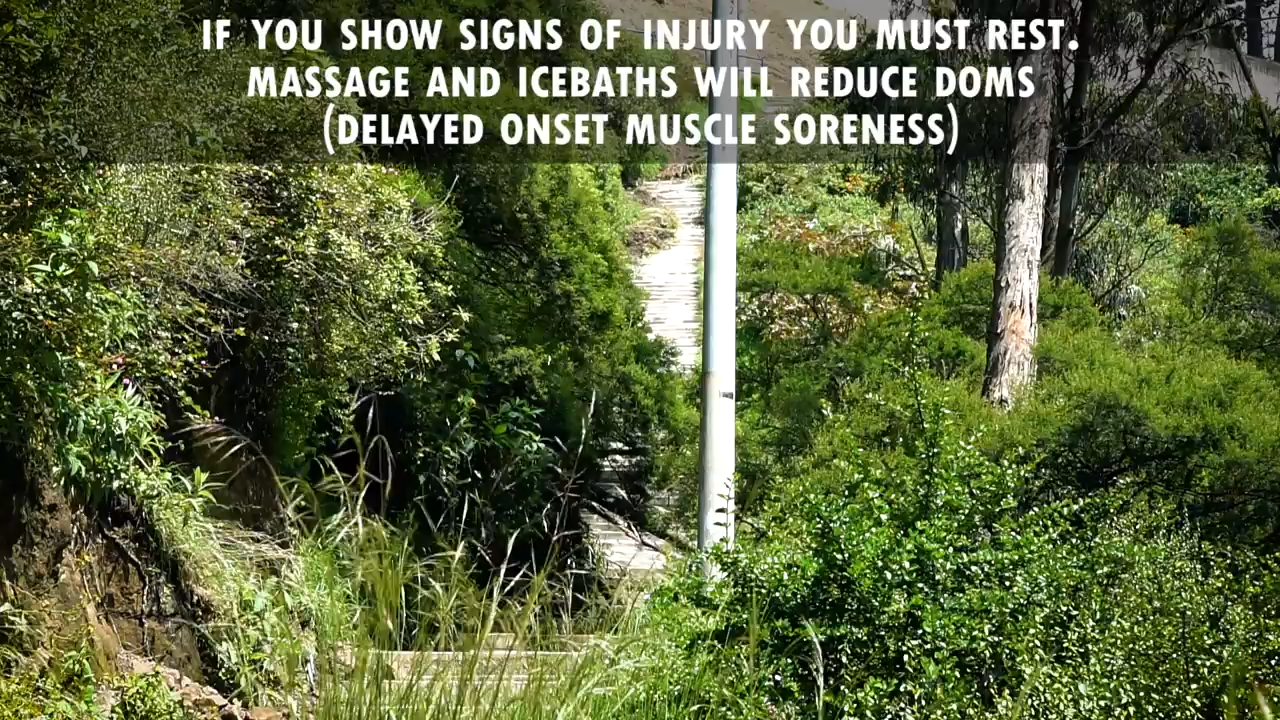 IF YOU SHOW SIGNS OF INJURY YOU MUST REST.
MASSAGE AND ICEBATHS WILL REDUCE DOMS
(DELAYED ONSET MUSCLE SORENESS)